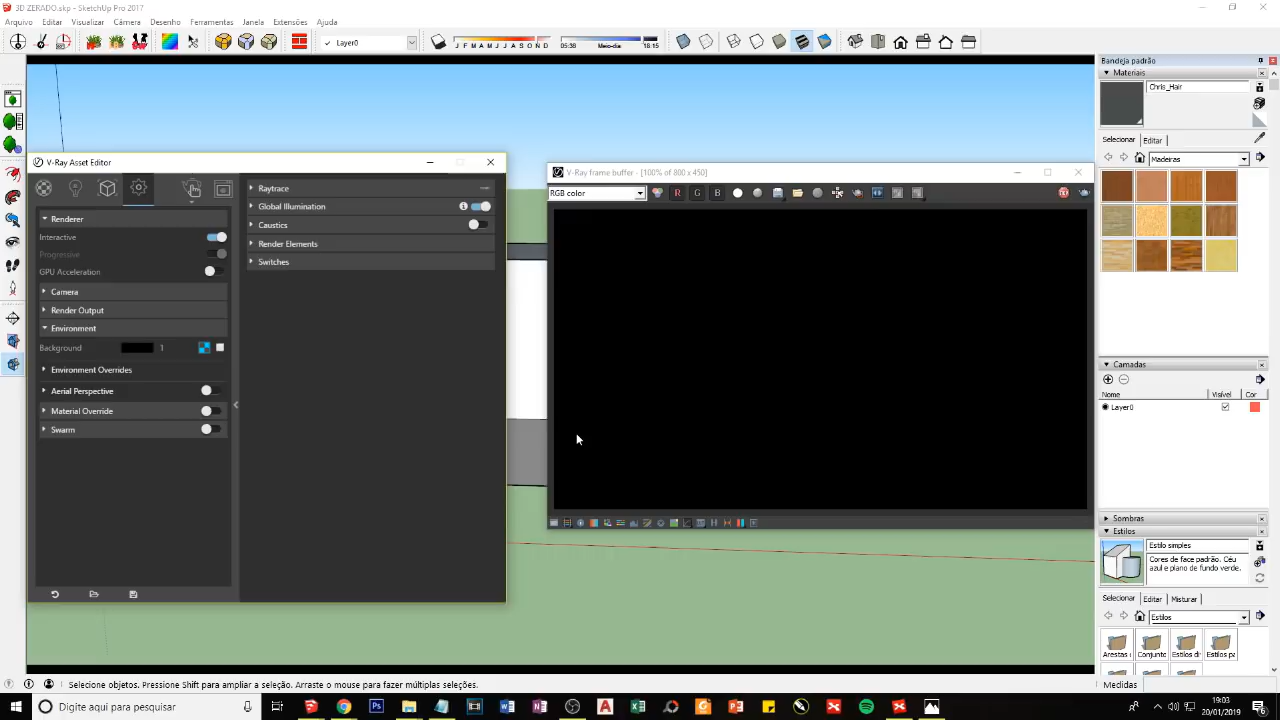 3D ZERADO.skp - SketchUp Pro 2017
Arquivo Editar Visualizar Câmera Desenho Ferramentas Janela Extensões Ajuda
Layer0
J F M A M J J A S O N D
05:38 Meio-dia 18:15
V-Ray Asset Editor
Renderer
Interactive
Progressive
GPU Acceleration
Camera
Render Output
Environment
Background 1
Environment Overrides
Aerial Perspective
Material Override
Swarm
Raytrace
Global Illumination
Caustics
Render Elements
Switches
V-Ray frame buffer - [100% of 800 x 450]
RGB color
R G B
Bandeja padrão
Materiais
Chris_Hair
Selecionar Editar
Madeiras
Camadas
Nome Visível Cor
Layer0
Sombras
Estilos
Estilo simples
Cores de face padrão. Céu
azul e plano de fundo verde.
Selecionar Editar Misturar
Estilos
Arestas Conjunto Estilos di Estilos pa
Selecione objetos. Pressione Shift para ampliar a seleção. Arraste o mouse para fazer múltiplas seleçõe
Medidas
Digite aqui para pesquisar
19:03
20/01/2019